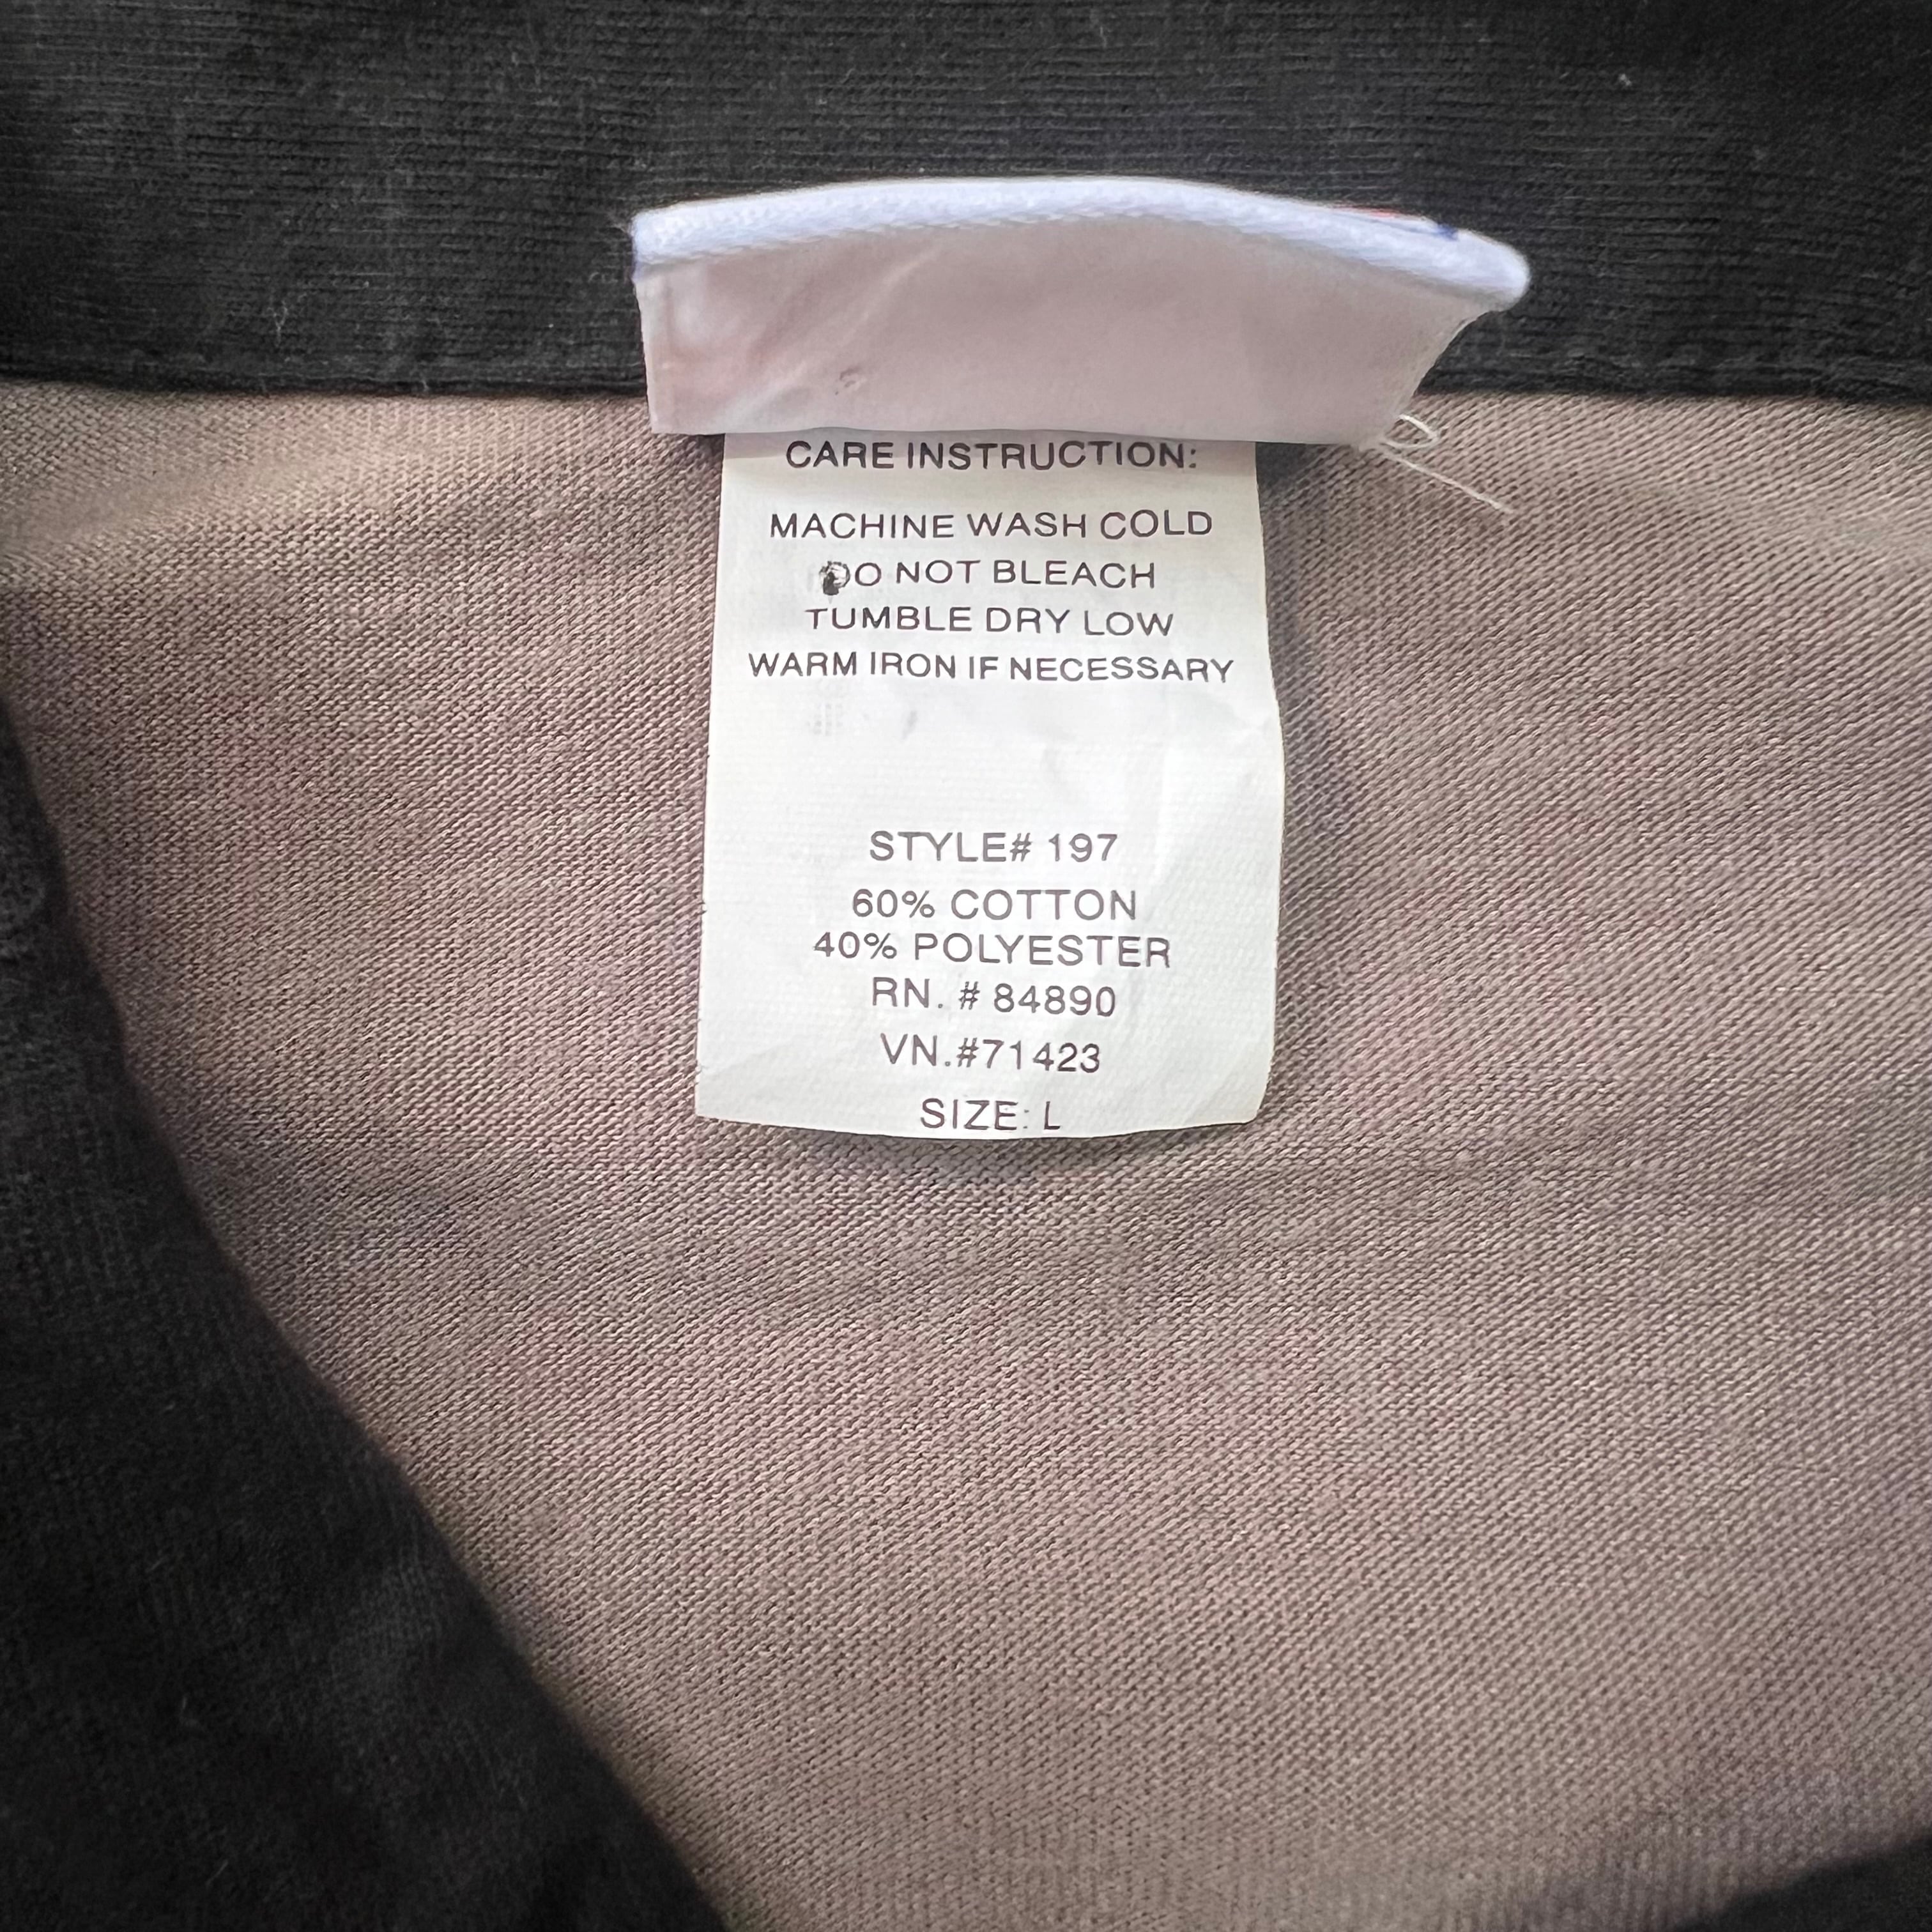 CARE INSTRUCTION:
MACHINE WASH COLD
DO NOT BLEACH
TUMBLE DRY LOW
WARM IRON IF NECESSARY
STYLE# 197
60% COTTON
40% POLYESTER
RN. # 84890
VN.#71423
SIZE: L